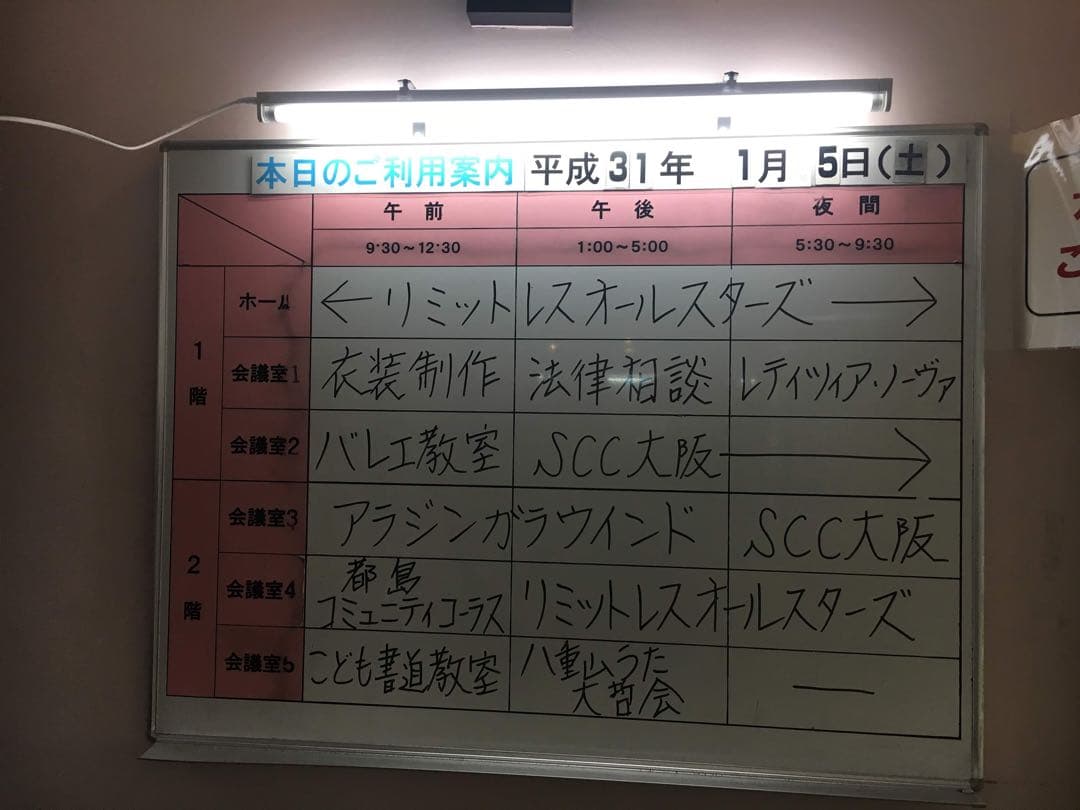 本日のご利用案内 平成31年 1月 5日(土)
午前 午後 夜間
9:30～12:30 1:00～5:00 5:30～9:30
1階
ホール ← リミットレスオールスターズ →
会議室1 衣装制作 法律相談 レティツィア・ノーヴァ
会議室2 バレエ教室 SCC大阪 →
2階
会議室3 アラジンガラウインド SCC大阪
会議室4 都島コミュニティコーラス リミットレスオールスターズ
会議室5 こども書道教室 八重山うた大哲会 —